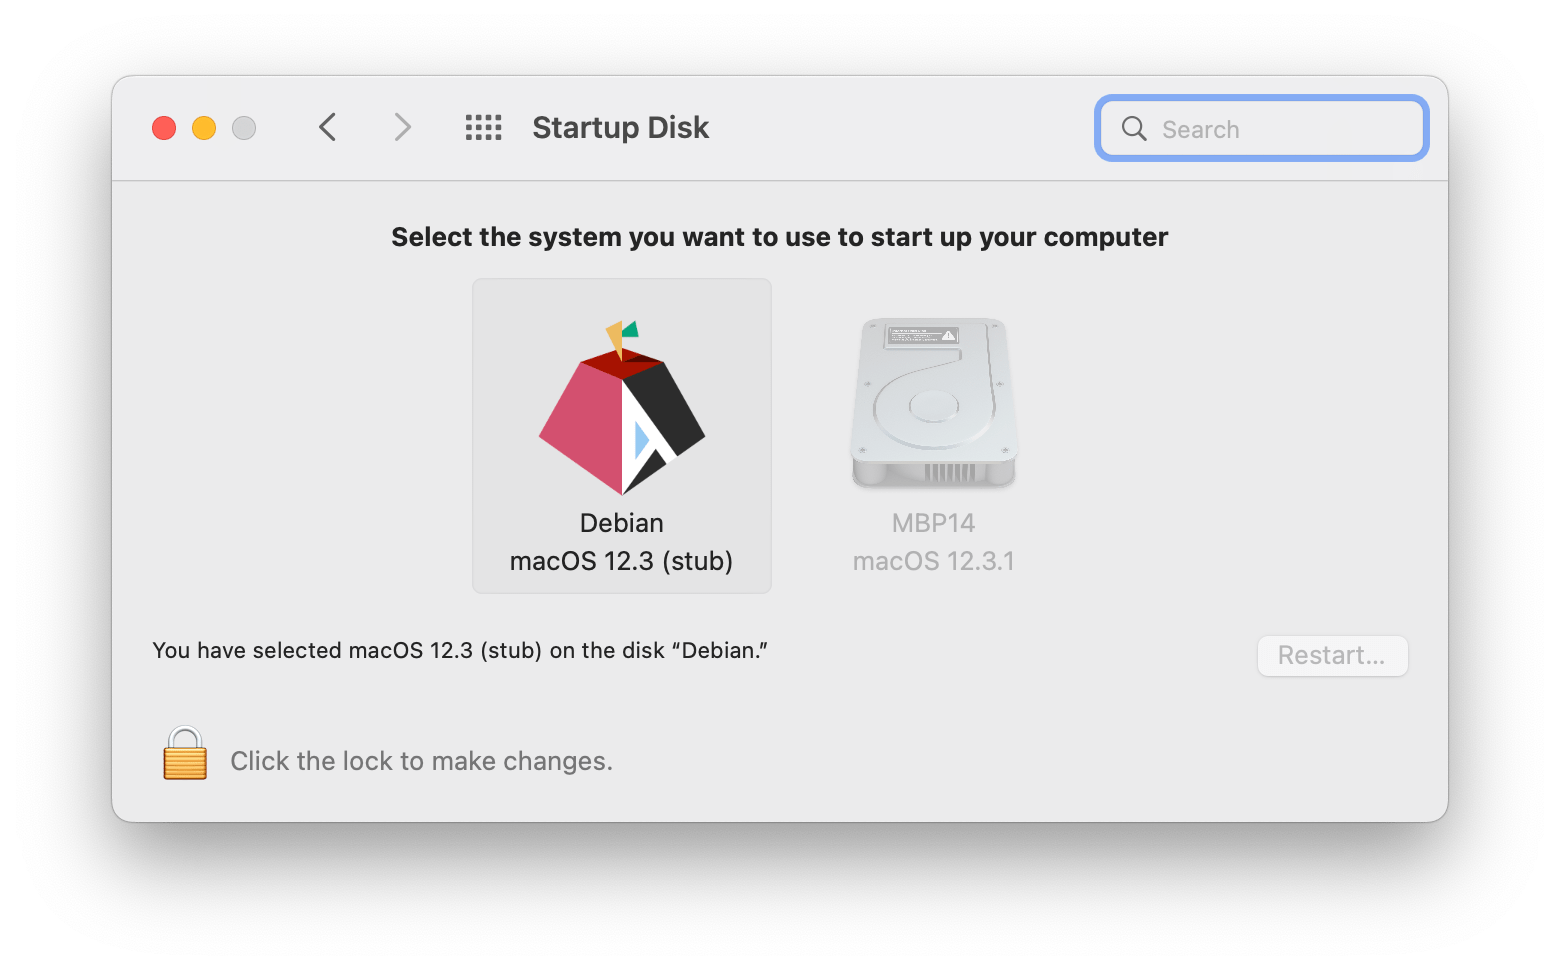 Startup Disk
Search
Select the system you want to use to start up your computer
Debian
macOS 12.3 (stub)
MBP14
macOS 12.3.1
You have selected macOS 12.3 (stub) on the disk “Debian.”
Restart...
Click the lock to make changes.